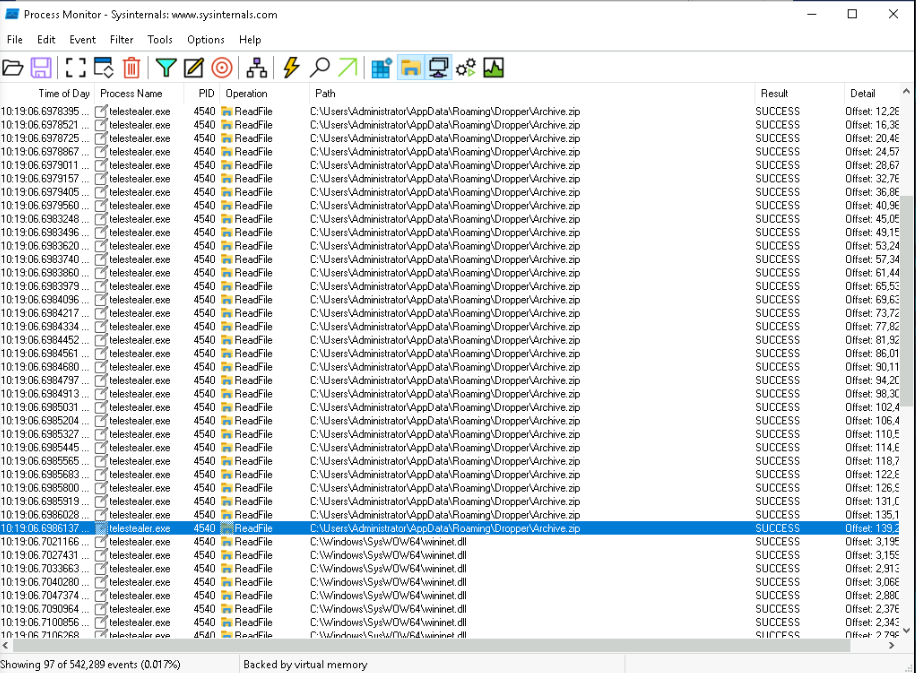 Process Monitor - Sysinternals: www.sysinternals.com
File Edit Event Filter Tools Options Help
Time of Day Process Name PID Operation Path Result Detail
10:19:06.6978395 ... telestealer.exe 4540 ReadFile C:\Users\Administrator\AppData\Roaming\Dropper\Archive.zip SUCCESS Offset: 12,28
10:19:06.6978521 ... telestealer.exe 4540 ReadFile C:\Users\Administrator\AppData\Roaming\Dropper\Archive.zip SUCCESS Offset: 16,38
10:19:06.6978725 ... telestealer.exe 4540 ReadFile C:\Users\Administrator\AppData\Roaming\Dropper\Archive.zip SUCCESS Offset: 20,48
10:19:06.6978867 ... telestealer.exe 4540 ReadFile C:\Users\Administrator\AppData\Roaming\Dropper\Archive.zip SUCCESS Offset: 24,57
10:19:06.6979011 ... telestealer.exe 4540 ReadFile C:\Users\Administrator\AppData\Roaming\Dropper\Archive.zip SUCCESS Offset: 28,67
10:19:06.6979157 ... telestealer.exe 4540 ReadFile C:\Users\Administrator\AppData\Roaming\Dropper\Archive.zip SUCCESS Offset: 32,76
10:19:06.6979405 ... telestealer.exe 4540 ReadFile C:\Users\Administrator\AppData\Roaming\Dropper\Archive.zip SUCCESS Offset: 36,86
10:19:06.6979560 ... telestealer.exe 4540 ReadFile C:\Users\Administrator\AppData\Roaming\Dropper\Archive.zip SUCCESS Offset: 40,96
10:19:06.6983248 ... telestealer.exe 4540 ReadFile C:\Users\Administrator\AppData\Roaming\Dropper\Archive.zip SUCCESS Offset: 45,05
10:19:06.6983496 ... telestealer.exe 4540 ReadFile C:\Users\Administrator\AppData\Roaming\Dropper\Archive.zip SUCCESS Offset: 49,15
10:19:06.6983620 ... telestealer.exe 4540 ReadFile C:\Users\Administrator\AppData\Roaming\Dropper\Archive.zip SUCCESS Offset: 53,24
10:19:06.6983740 ... telestealer.exe 4540 ReadFile C:\Users\Administrator\AppData\Roaming\Dropper\Archive.zip SUCCESS Offset: 57,34
10:19:06.6983860 ... telestealer.exe 4540 ReadFile C:\Users\Administrator\AppData\Roaming\Dropper\Archive.zip SUCCESS Offset: 61,44
10:19:06.6983979 ... telestealer.exe 4540 ReadFile C:\Users\Administrator\AppData\Roaming\Dropper\Archive.zip SUCCESS Offset: 65,53
10:19:06.6984096 ... telestealer.exe 4540 ReadFile C:\Users\Administrator\AppData\Roaming\Dropper\Archive.zip SUCCESS Offset: 69,63
10:19:06.6984217 ... telestealer.exe 4540 ReadFile C:\Users\Administrator\AppData\Roaming\Dropper\Archive.zip SUCCESS Offset: 73,72
10:19:06.6984334 ... telestealer.exe 4540 ReadFile C:\Users\Administrator\AppData\Roaming\Dropper\Archive.zip SUCCESS Offset: 77,82
10:19:06.6984452 ... telestealer.exe 4540 ReadFile C:\Users\Administrator\AppData\Roaming\Dropper\Archive.zip SUCCESS Offset: 81,92
10:19:06.6984561 ... telestealer.exe 4540 ReadFile C:\Users\Administrator\AppData\Roaming\Dropper\Archive.zip SUCCESS Offset: 86,01
10:19:06.6984680 ... telestealer.exe 4540 ReadFile C:\Users\Administrator\AppData\Roaming\Dropper\Archive.zip SUCCESS Offset: 90,11
10:19:06.6984797 ... telestealer.exe 4540 ReadFile C:\Users\Administrator\AppData\Roaming\Dropper\Archive.zip SUCCESS Offset: 94,20
10:19:06.6984913 ... telestealer.exe 4540 ReadFile C:\Users\Administrator\AppData\Roaming\Dropper\Archive.zip SUCCESS Offset: 98,30
10:19:06.6985031 ... telestealer.exe 4540 ReadFile C:\Users\Administrator\AppData\Roaming\Dropper\Archive.zip SUCCESS Offset: 102,4
10:19:06.6985204 ... telestealer.exe 4540 ReadFile C:\Users\Administrator\AppData\Roaming\Dropper\Archive.zip SUCCESS Offset: 106,4
10:19:06.6985327 ... telestealer.exe 4540 ReadFile C:\Users\Administrator\AppData\Roaming\Dropper\Archive.zip SUCCESS Offset: 110,5
10:19:06.6985445 ... telestealer.exe 4540 ReadFile C:\Users\Administrator\AppData\Roaming\Dropper\Archive.zip SUCCESS Offset: 114,6
10:19:06.6985565 ... telestealer.exe 4540 ReadFile C:\Users\Administrator\AppData\Roaming\Dropper\Archive.zip SUCCESS Offset: 118,7
10:19:06.6985683 ... telestealer.exe 4540 ReadFile C:\Users\Administrator\AppData\Roaming\Dropper\Archive.zip SUCCESS Offset: 122,8
10:19:06.6985800 ... telestealer.exe 4540 ReadFile C:\Users\Administrator\AppData\Roaming\Dropper\Archive.zip SUCCESS Offset: 126,9
10:19:06.6985919 ... telestealer.exe 4540 ReadFile C:\Users\Administrator\AppData\Roaming\Dropper\Archive.zip SUCCESS Offset: 131,0
10:19:06.6986028 ... telestealer.exe 4540 ReadFile C:\Users\Administrator\AppData\Roaming\Dropper\Archive.zip SUCCESS Offset: 135,1
10:19:06.6986137 ... telestealer.exe 4540 ReadFile C:\Users\Administrator\AppData\Roaming\Dropper\Archive.zip SUCCESS Offset: 139,2
10:19:06.7021166 ... telestealer.exe 4540 ReadFile C:\Windows\SysWOW64\wininet.dll SUCCESS Offset: 3,195
10:19:06.7027431 ... telestealer.exe 4540 ReadFile C:\Windows\SysWOW64\wininet.dll SUCCESS Offset: 3,159
10:19:06.7033663 ... telestealer.exe 4540 ReadFile C:\Windows\SysWOW64\wininet.dll SUCCESS Offset: 2,913
10:19:06.7040280 ... telestealer.exe 4540 ReadFile C:\Windows\SysWOW64\wininet.dll SUCCESS Offset: 3,068
10:19:06.7047374 ... telestealer.exe 4540 ReadFile C:\Windows\SysWOW64\wininet.dll SUCCESS Offset: 2,880
10:19:06.7090964 ... telestealer.exe 4540 ReadFile C:\Windows\SysWOW64\wininet.dll SUCCESS Offset: 2,376
10:19:06.7100856 ... telestealer.exe 4540 ReadFile C:\Windows\SysWOW64\wininet.dll SUCCESS Offset: 2,343
10:19:06.7106268 ... telestealer.exe 4540 ReadFile C:\Windows\SysWOW64\wininet.dll SUCCESS Offset: 2,798
Showing 97 of 542,289 events (0.017%) Backed by virtual memory